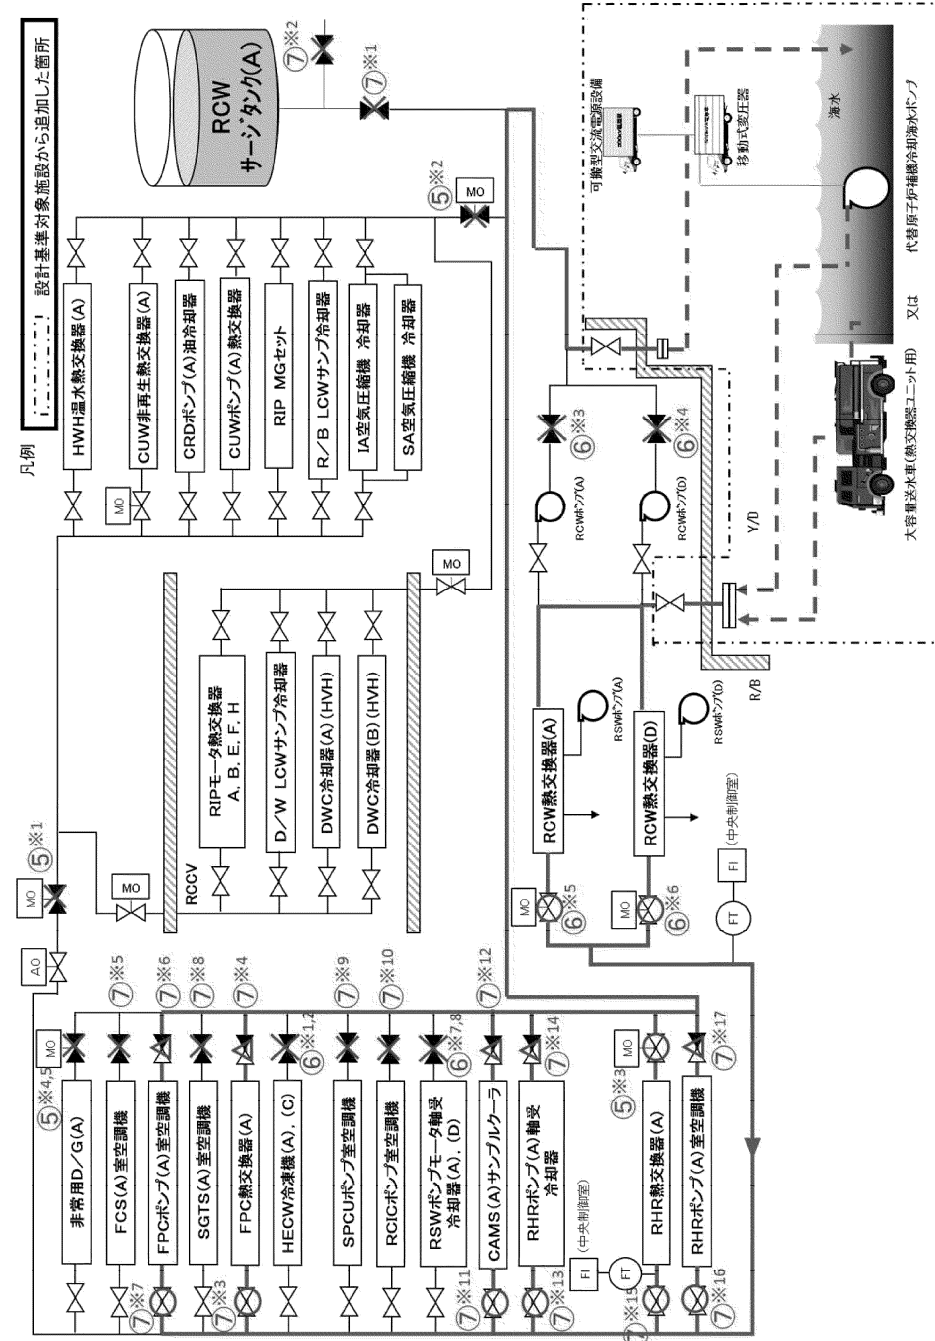 凡例
設計基準対象施設から追加した箇所
RCW
サージタンク(A)
⑦※2
⑦※1
⑤※2
MO
HWH温水熱交換器(A)
CUW非再生熱交換器(A)
CRDポンプ(A)油冷却器
CUWポンプ(A)熱交換器
RIP MGセット
R/B LCWサンプ冷却器
IA空気圧縮機 冷却器
SA空気圧縮機 冷却器
MO
MO
RIPモータ熱交換器
A, B, E, F, H
D/W LCWサンプ冷却器
DWC冷却器(A)(HVH)
DWC冷却器(B)(HVH)
RCCV
MO
⑤※1
MO
AO
可搬型交流電源設備
移動式変圧器
海水
代替原子炉補機冷却海水ポンプ
又は
大容量送水車(熱交換器ユニット用)
⑥※3
⑥※4
RCWポンプ(A)
RCWポンプ(D)
Y/D
R/B
RCW熱交換器(A)
RCW熱交換器(D)
RSWポンプ(A)
RSWポンプ(D)
MO
⑥※5
MO
⑥※6
FT
FI
(中央制御室)
MO
⑤※4,5
非常用D/G(A)
⑦※5
FCS(A)室空調機
⑦※6
FPCポンプ(A)室空調機
⑦※7
⑦※8
SGTS(A)室空調機
⑦※4
FPC熱交換器(A)
⑦※3
⑥※1,2
HECW冷凍機(A), (C)
⑦※9
SPCUポンプ室空調機
⑦※10
RCICポンプ室空調機
⑥※7,8
RSWポンプモータ軸受
冷却器(A), (D)
⑦※12
CAMS(A)サンプルクーラ
⑦※11
⑦※14
RHRポンプ(A)軸受
冷却器
⑦※13
MO
⑤※3
RHR熱交換器(A)
FI
(中央制御室)
FT
⑦※15
⑦※17
RHRポンプ(A)室空調機
⑦※16